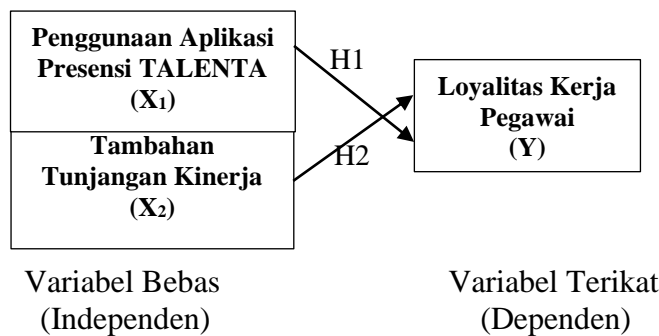 Penggunaan Aplikasi
Presensi TALENTA
(X₁)
Tambahan
Tunjangan Kinerja
(X₂)
H1
H2
Loyalitas Kerja
Pegawai
(Y)
Variabel Bebas
(Independen)
Variabel Terikat
(Dependen)